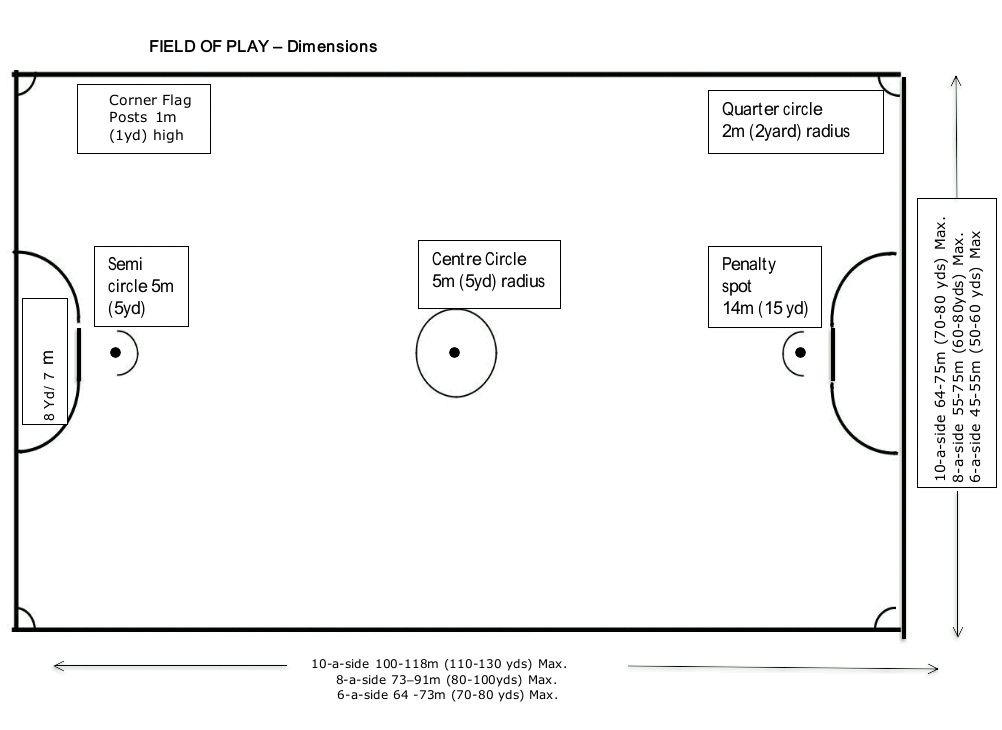 FIELD OF PLAY – Dimensions
Corner Flag
Posts 1m
(1yd) high
Quarter circle
2m (2yard) radius
Semi
circle 5m
(5yd)
Centre Circle
5m (5yd) radius
Penalty
spot
14m (15 yd)
8 Yd/ 7 m
10-a-side 64-75m (70-80 yds) Max.
8-a-side 55-75m (60-80yds) Max.
6-a-side 45-55m (50-60 yds) Max
10-a-side 100-118m (110-130 yds) Max.
8-a-side 73–91m (80-100yds) Max.
6-a-side 64 -73m (70-80 yds) Max.